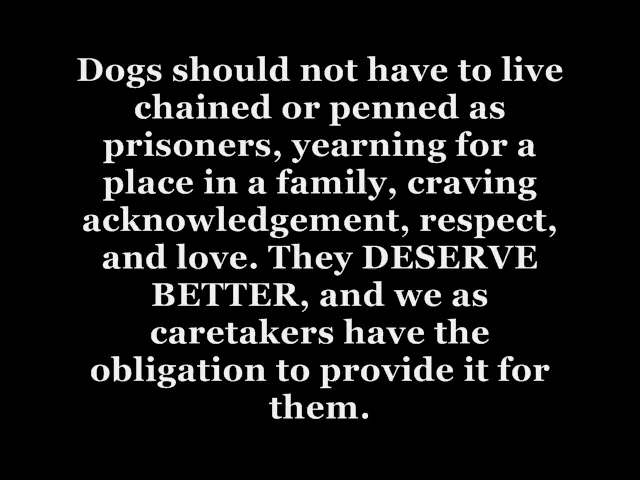 Dogs should not have to live
chained or penned as
prisoners, yearning for a
place in a family, craving
acknowledgement, respect,
and love. They DESERVE
BETTER, and we as
caretakers have the
obligation to provide it for
them.